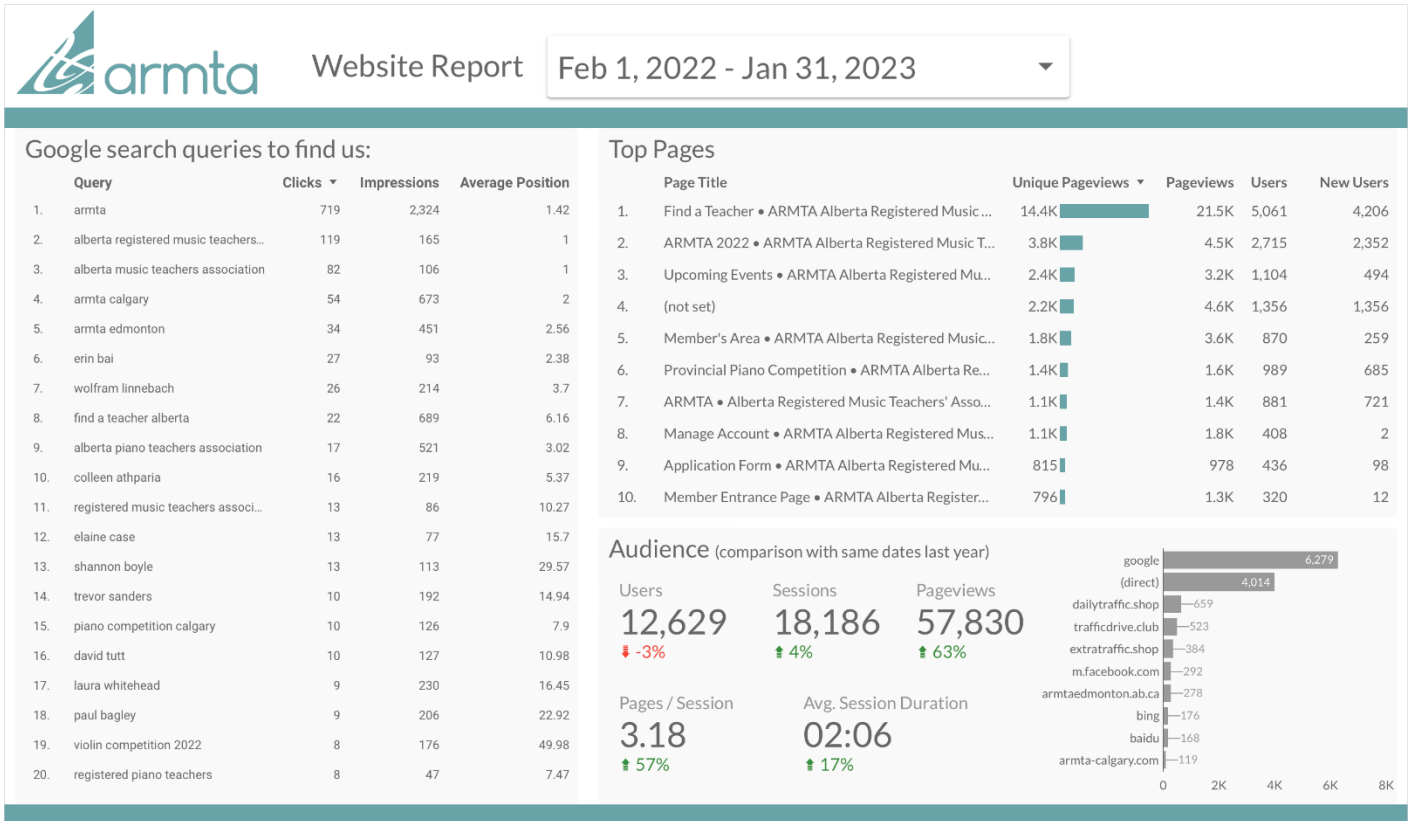 armta
Website Report
Feb 1, 2022 - Jan 31, 2023
Google search queries to find us:
Query Clicks Impressions Average Position
1. armta 719 2,324 1.42
2. alberta registered music teachers... 119 165 1
3. alberta music teachers association 82 106 1
4. armta calgary 54 673 2
5. armta edmonton 34 451 2.56
6. erin bai 27 93 2.38
7. wolfram linnebach 26 214 3.7
8. find a teacher alberta 22 689 6.16
9. alberta piano teachers association 17 521 3.02
10. colleen athparia 16 219 5.37
11. registered music teachers associ... 13 86 10.27
12. elaine case 13 77 15.7
13. shannon boyle 13 113 29.57
14. trevor sanders 10 192 14.94
15. piano competition calgary 10 126 7.9
16. david tutt 10 127 10.98
17. laura whitehead 9 230 16.45
18. paul bagley 9 206 22.92
19. violin competition 2022 8 176 49.98
20. registered piano teachers 8 47 7.47
Top Pages
Page Title Unique Pageviews Pageviews Users New Users
1. Find a Teacher • ARMTA Alberta Registered Music ... 14.4K 21.5K 5,061 4,206
2. ARMTA 2022 • ARMTA Alberta Registered Music T... 3.8K 4.5K 2,715 2,352
3. Upcoming Events • ARMTA Alberta Registered Mu... 2.4K 3.2K 1,104 494
4. (not set) 2.2K 4.6K 1,356 1,356
5. Member's Area • ARMTA Alberta Registered Music... 1.8K 3.6K 870 259
6. Provincial Piano Competition • ARMTA Alberta Re... 1.4K 1.6K 989 685
7. ARMTA • Alberta Registered Music Teachers' Asso... 1.1K 1.4K 881 721
8. Manage Account • ARMTA Alberta Registered Mus... 1.1K 1.8K 408 2
9. Application Form • ARMTA Alberta Registered Mu... 815 978 436 98
10. Member Entrance Page • ARMTA Alberta Register... 796 1.3K 320 12
Audience (comparison with same dates last year)
Users Sessions Pageviews
12,629 18,186 57,830
-3% 4% 63%
Pages / Session Avg. Session Duration
3.18 02:06
57% 17%
google 6,279
(direct) 4,014
dailytraffic.shop 659
trafficdrive.club 523
extratraffic.shop 384
m.facebook.com 292
armtaedmonton.ab.ca 278
bing 176
baidu 168
armta-calgary.com 119
0 2K 4K 6K 8K